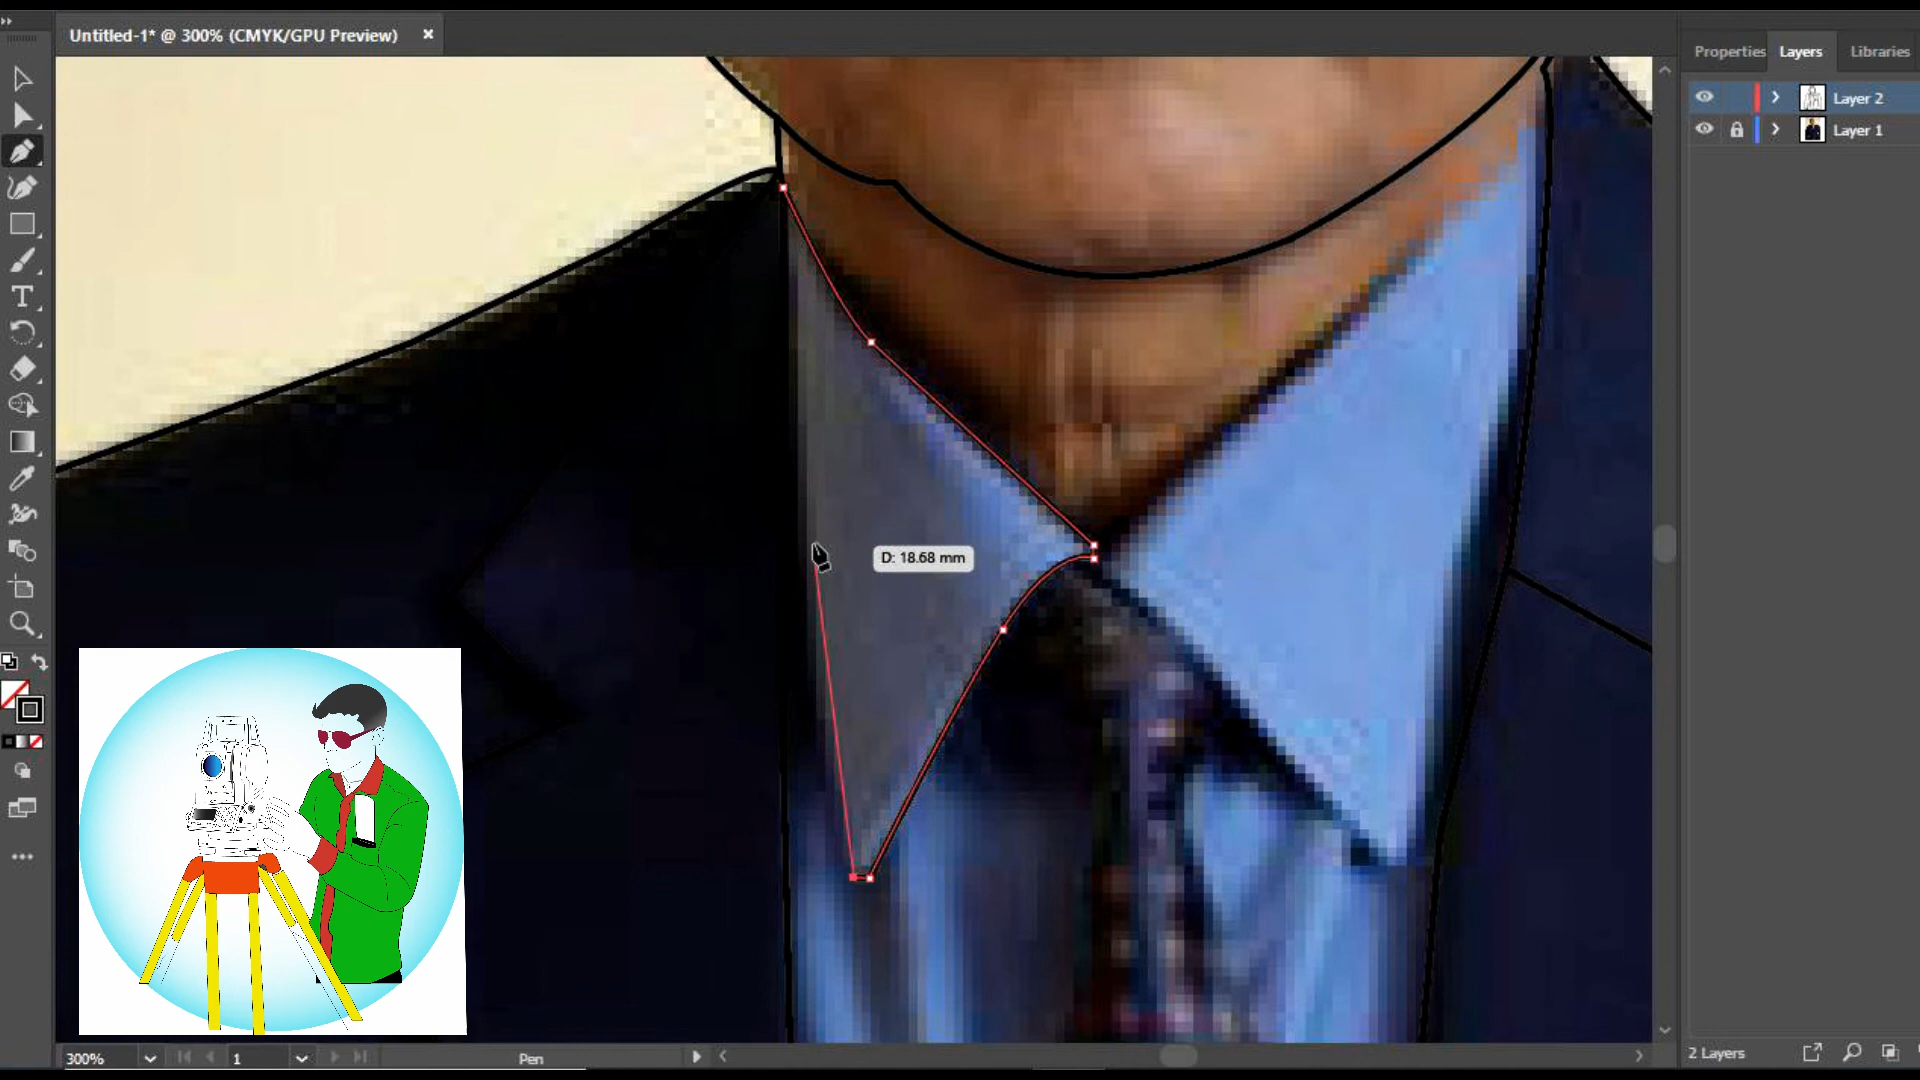 Untitled-1* @ 300% (CMYK/GPU Preview) ×
Properties Layers Libraries
Layer 2
Layer 1
D: 18.68 mm
300% 1 Pen
2 Layers